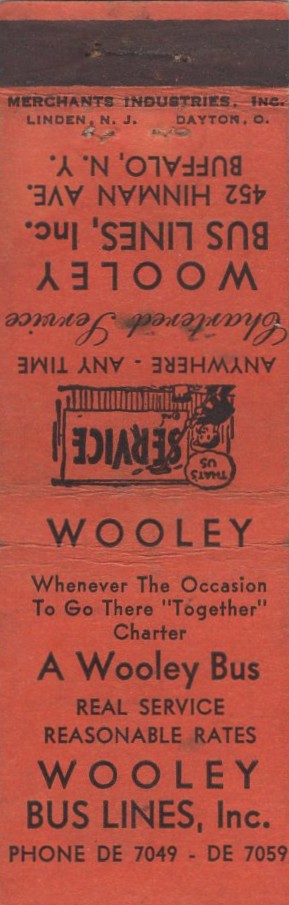 MERCHANTS INDUSTRIES, INC.
LINDEN, N. J. DAYTON, O.
THAT'S
US
SERVICE
ANYWHERE - ANY TIME
Chartered Service
WOOLEY
BUS LINES, Inc.
452 HINMAN AVE.
BUFFALO, N. Y.
WOOLEY
Whenever The Occasion
To Go There "Together"
Charter
A Wooley Bus
REAL SERVICE
REASONABLE RATES
WOOLEY
BUS LINES, Inc.
PHONE DE 7049 - DE 7059